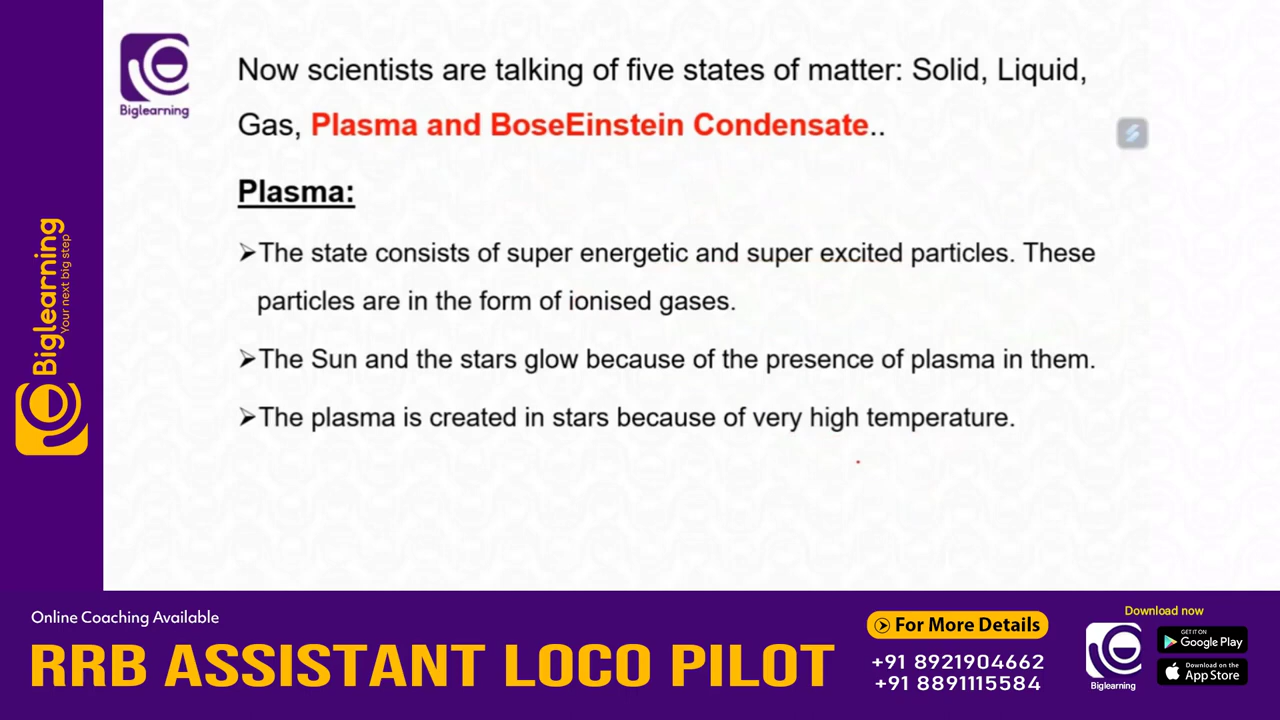 Biglearning
Now scientists are talking of five states of matter: Solid, Liquid,
Gas, Plasma and BoseEinstein Condensate..
Plasma:
➢The state consists of super energetic and super excited particles. These
particles are in the form of ionised gases.
➢The Sun and the stars glow because of the presence of plasma in them.
➢The plasma is created in stars because of very high temperature.
Biglearning
Your next big step
Online Coaching Available
RRB ASSISTANT LOCO PILOT
For More Details
+91 8921904662
+91 8891115584
Download now
Biglearning
GET IT ON
Google Play
Download on the
App Store